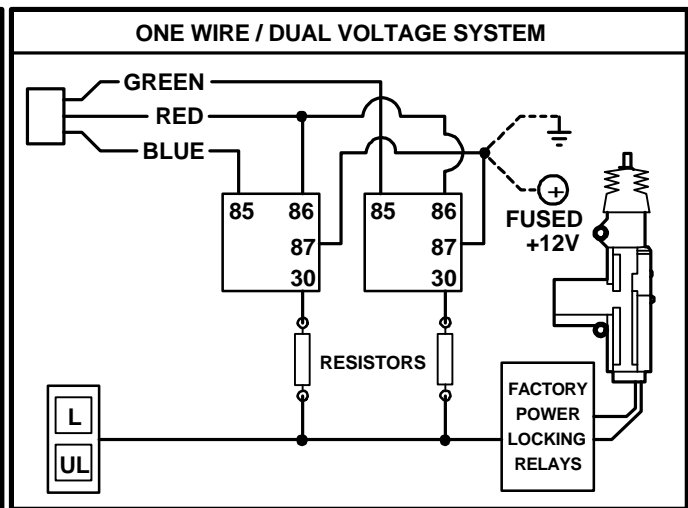 ONE WIRE / DUAL VOLTAGE SYSTEM
GREEN
RED
BLUE
85 86
87
30
85 86
87
30
+
FUSED
+12V
RESISTORS
L
UL
FACTORY
POWER
LOCKING
RELAYS